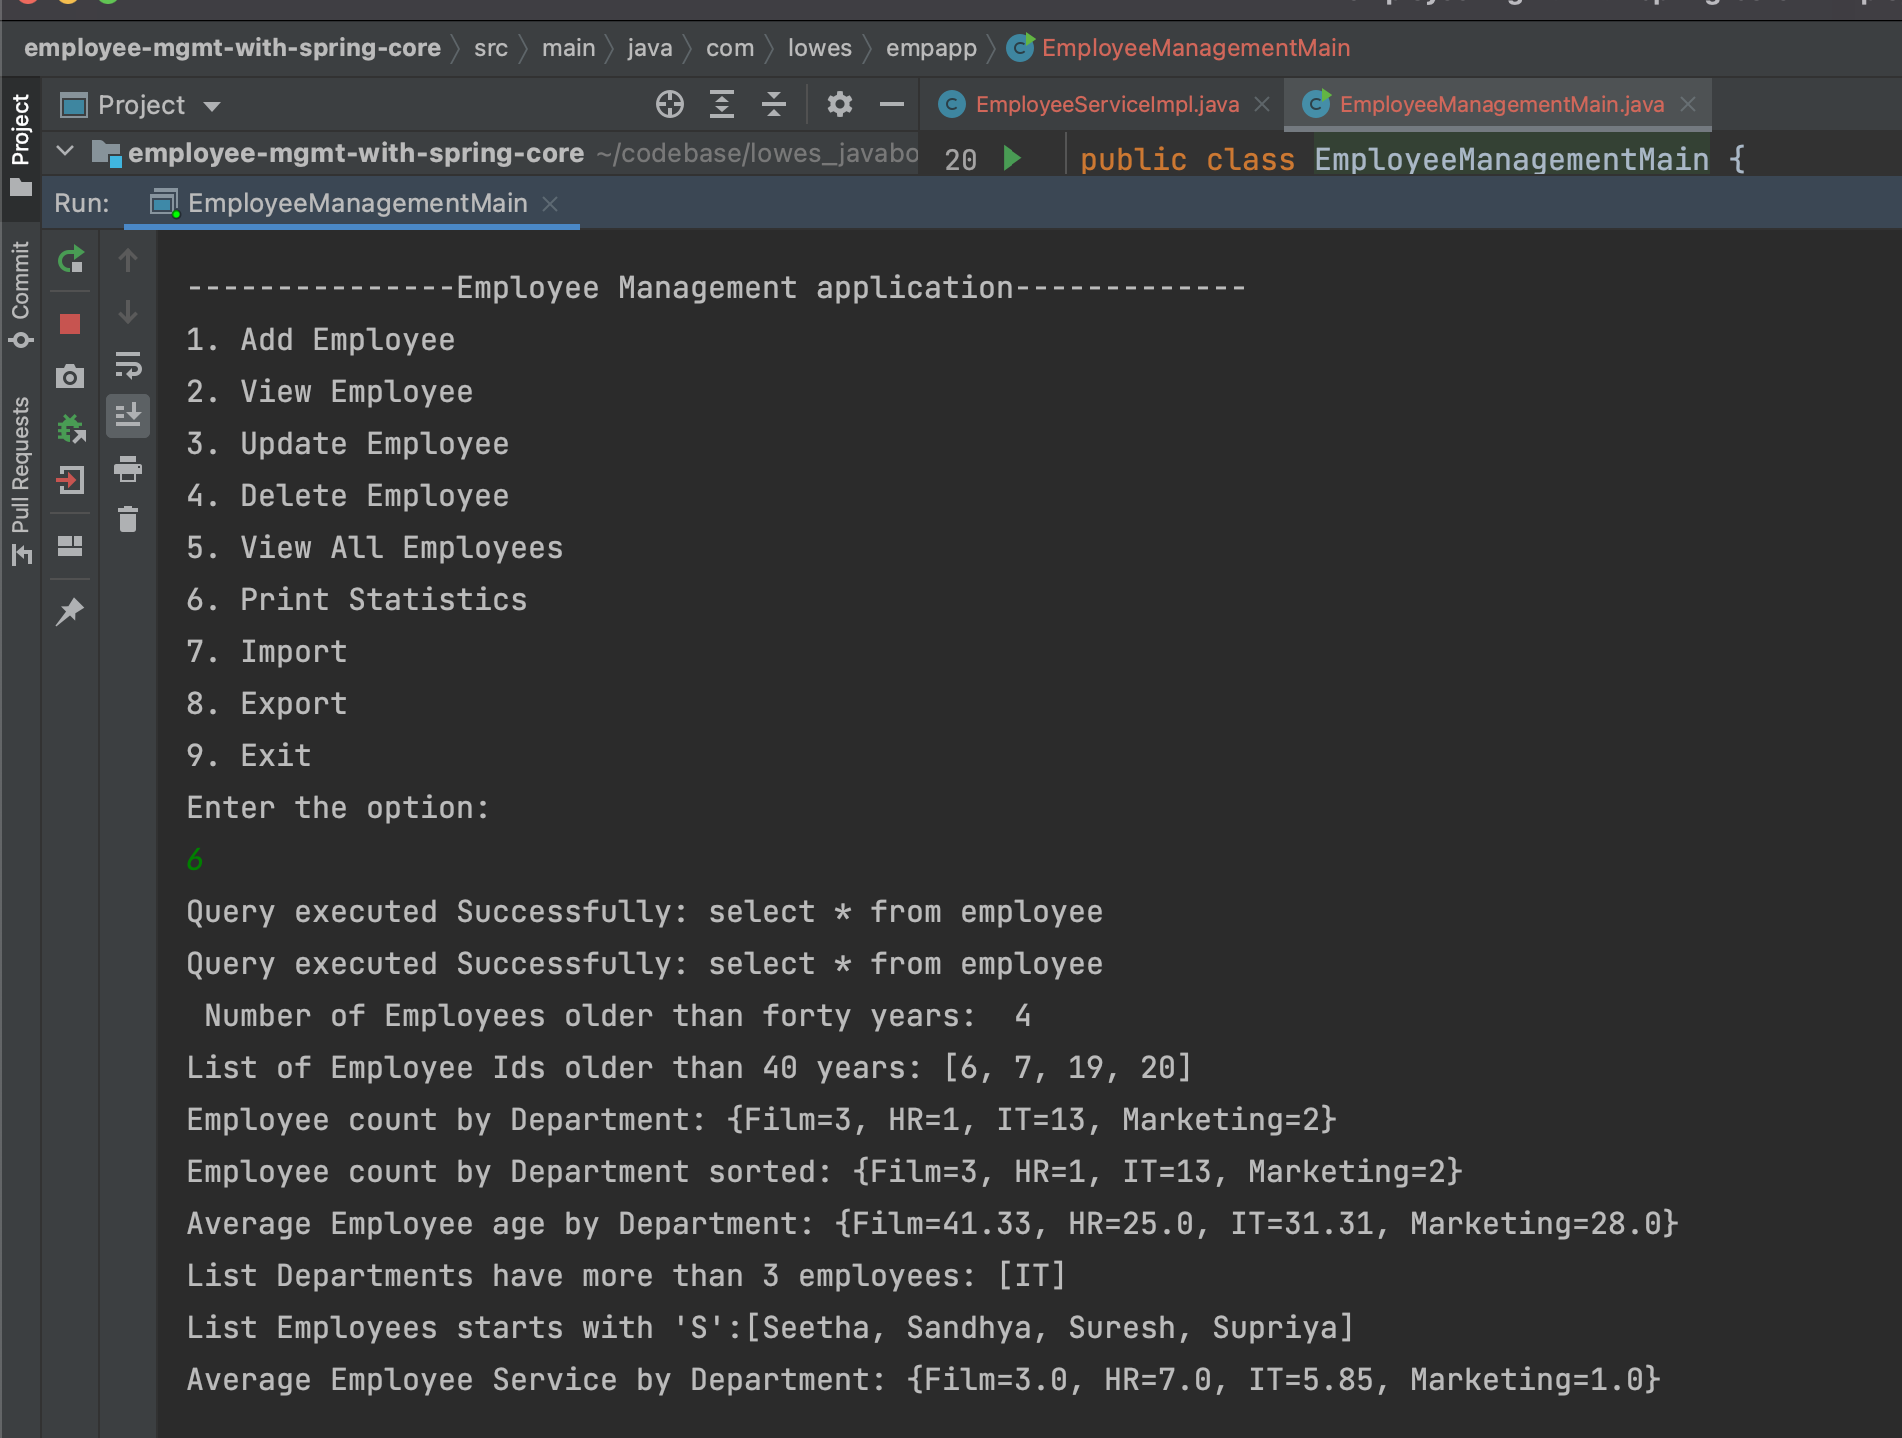 employee-mgmt-with-spring-core src main java com lowes empapp EmployeeManagementMain
Project
EmployeeServiceImpl.java EmployeeManagementMain.java
employee-mgmt-with-spring-core ~/codebase/lowes_javabo
20 public class EmployeeManagementMain {
Run: EmployeeManagementMain
Project
Commit
Pull Requests
---------------Employee Management application-------------
1. Add Employee
2. View Employee
3. Update Employee
4. Delete Employee
5. View All Employees
6. Print Statistics
7. Import
8. Export
9. Exit
Enter the option:
6
Query executed Successfully: select * from employee
Query executed Successfully: select * from employee
 Number of Employees older than forty years:  4
List of Employee Ids older than 40 years: [6, 7, 19, 20]
Employee count by Department: {Film=3, HR=1, IT=13, Marketing=2}
Employee count by Department sorted: {Film=3, HR=1, IT=13, Marketing=2}
Average Employee age by Department: {Film=41.33, HR=25.0, IT=31.31, Marketing=28.0}
List Departments have more than 3 employees: [IT]
List Employees starts with 'S':[Seetha, Sandhya, Suresh, Supriya]
Average Employee Service by Department: {Film=3.0, HR=7.0, IT=5.85, Marketing=1.0}